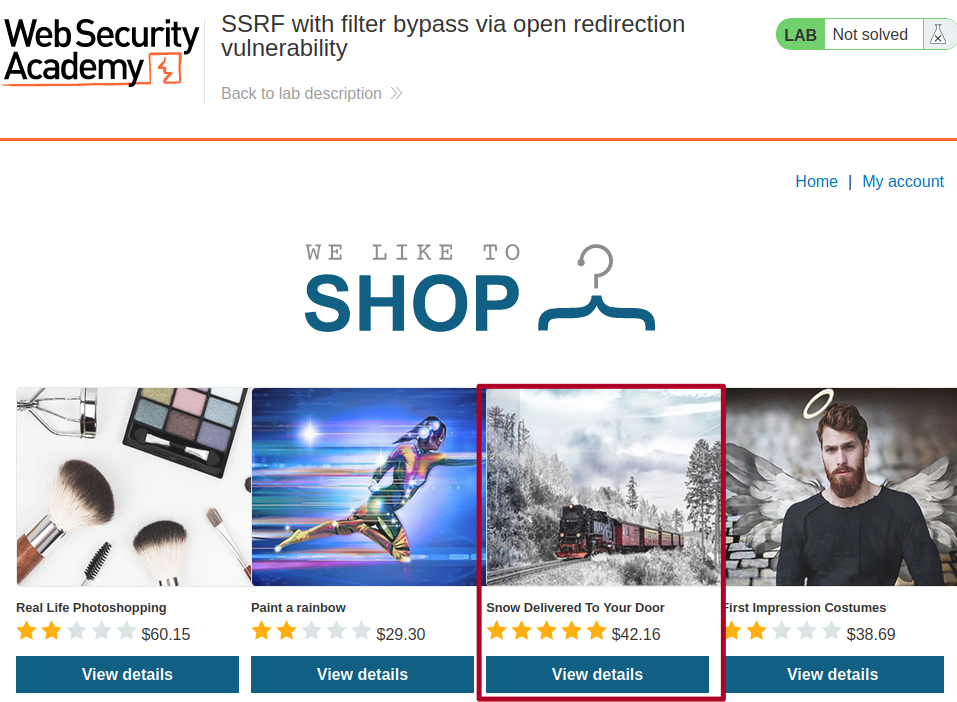 Web Security
Academy
SSRF with filter bypass via open redirection
vulnerability
Back to lab description
LAB Not solved
Home | My account
WE LIKE TO
SHOP
Real Life Photoshopping
$60.15
View details
Paint a rainbow
$29.30
View details
Snow Delivered To Your Door
$42.16
View details
First Impression Costumes
$38.69
View details